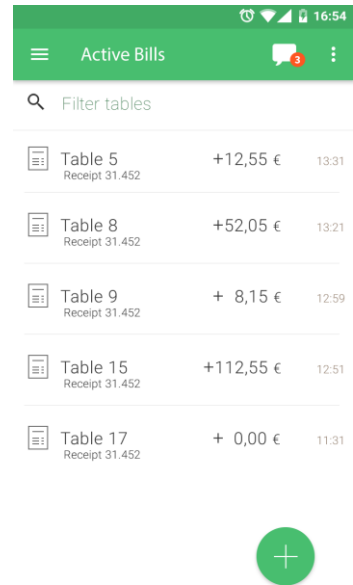 16:54
Active Bills
3
Filter tables
Table 5 +12,55 € 13:31
Receipt 31.452
Table 8 +52,05 € 13:21
Receipt 31.452
Table 9 + 8,15 € 12:59
Receipt 31.452
Table 15 +112,55 € 12:51
Receipt 31.452
Table 17 + 0,00 € 11:31
Receipt 31.452